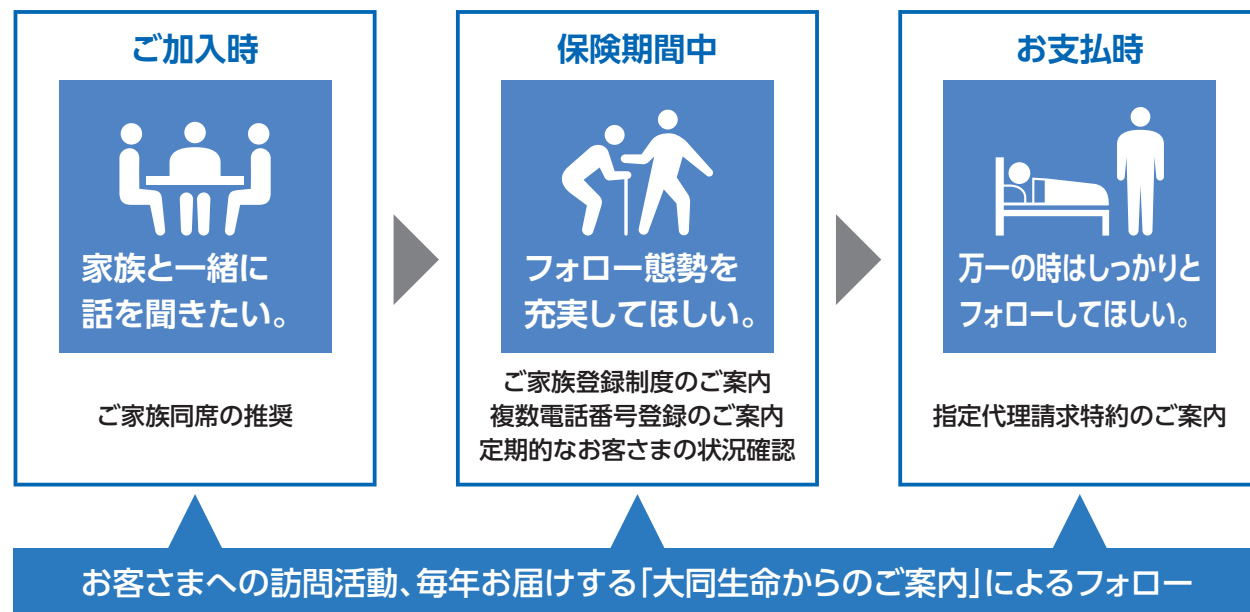 ご加入時
家族と一緒に
話を聞きたい。
ご家族同席の推奨
保険期間中
フォロー態勢を
充実してほしい。
ご家族登録制度のご案内
複数電話番号登録のご案内
定期的なお客さまの状況確認
お支払時
万一の時はしっかりと
フォローしてほしい。
指定代理請求特約のご案内
お客さまへの訪問活動、毎年お届けする「大同生命からのご案内」によるフォロー